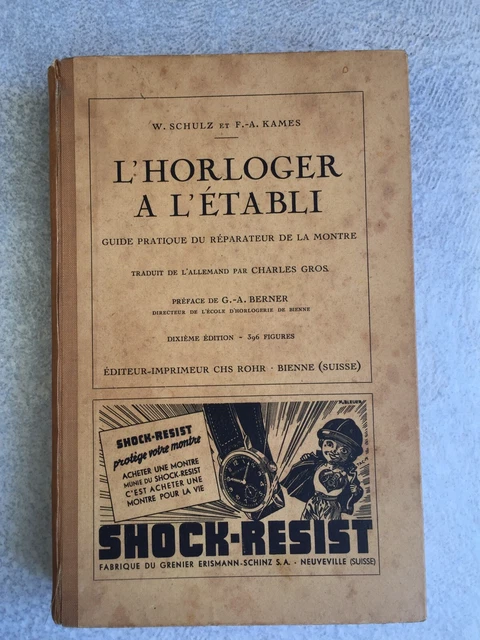 W. SCHULZ ET F.-A. KAMES
L'HORLOGER
A L'ÉTABLI
GUIDE PRATIQUE DU RÉPARATEUR DE LA MONTRE
TRADUIT DE L'ALLEMAND PAR CHARLES GROS
PRÉFACE DE G.-A. BERNER
DIRECTEUR DE L'ÉCOLE D'HORLOGERIE DE BIENNE
DIXIÈME ÉDITION - 396 FIGURES
ÉDITEUR-IMPRIMEUR CHS ROHR · BIENNE (SUISSE)
SHOCK-RESIST
protège votre montre
ACHETER UNE MONTRE
MUNIE DU SHOCK-RESIST
C'EST ACHETER UNE
MONTRE POUR LA VIE
SHOCK-RESIST
FABRIQUE DU GRENIER ERISMANN-SCHINZ S.A. - NEUVEVILLE (SUISSE)